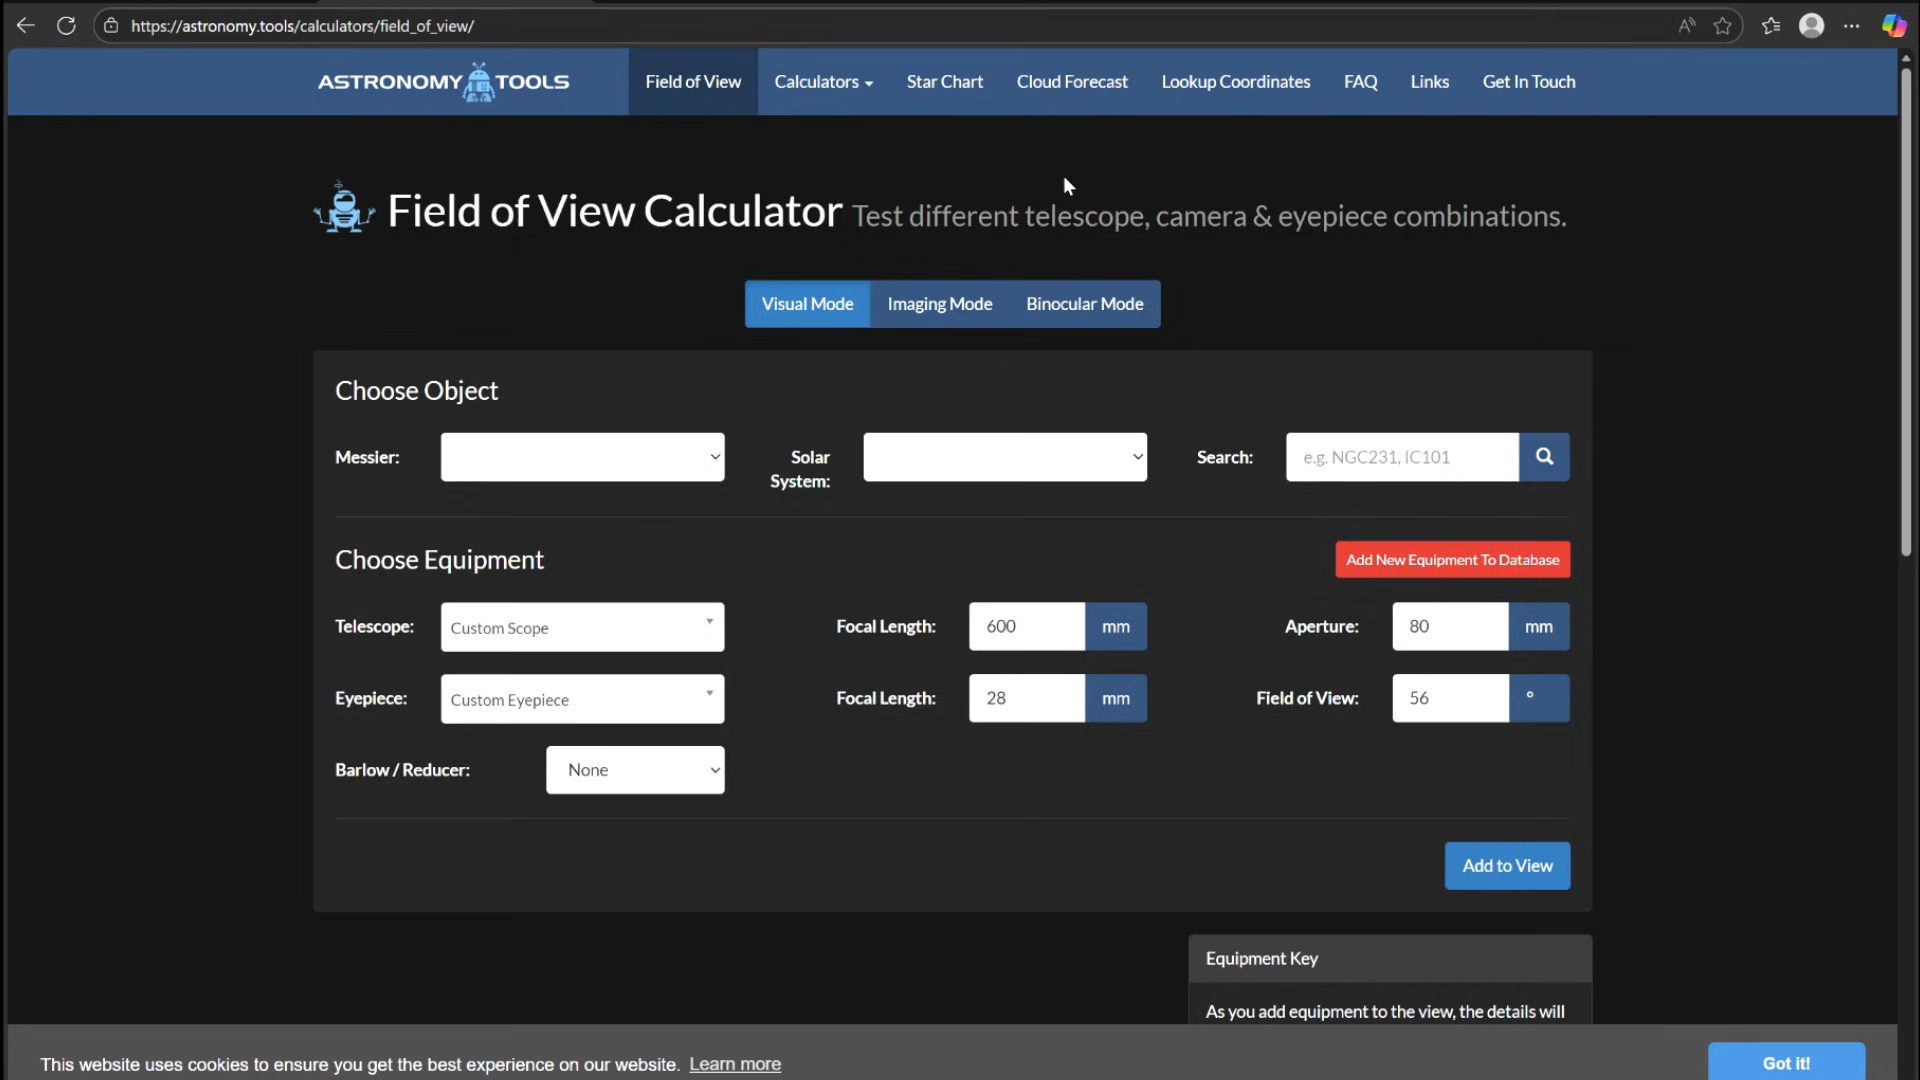 https://astronomy.tools/calculators/field_of_view/
ASTRONOMY TOOLS
Field of View
Calculators
Star Chart
Cloud Forecast
Lookup Coordinates
FAQ
Links
Get In Touch
Field of View Calculator Test different telescope, camera & eyepiece combinations.
Visual Mode
Imaging Mode
Binocular Mode
Choose Object
Messier:
Solar
System:
Search:
e.g. NGC231, IC101
Choose Equipment
Add New Equipment To Database
Telescope:
Custom Scope
Focal Length:
600
mm
Aperture:
80
mm
Eyepiece:
Custom Eyepiece
Focal Length:
28
mm
Field of View:
56
°
Barlow / Reducer:
None
Add to View
Equipment Key
As you add equipment to the view, the details will
This website uses cookies to ensure you get the best experience on our website. Learn more
Got it!